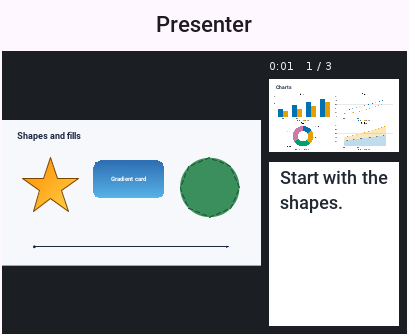 Presenter
0:01 1 / 3
Shapes and fills
Gradient card
Charts
Start with the
shapes.